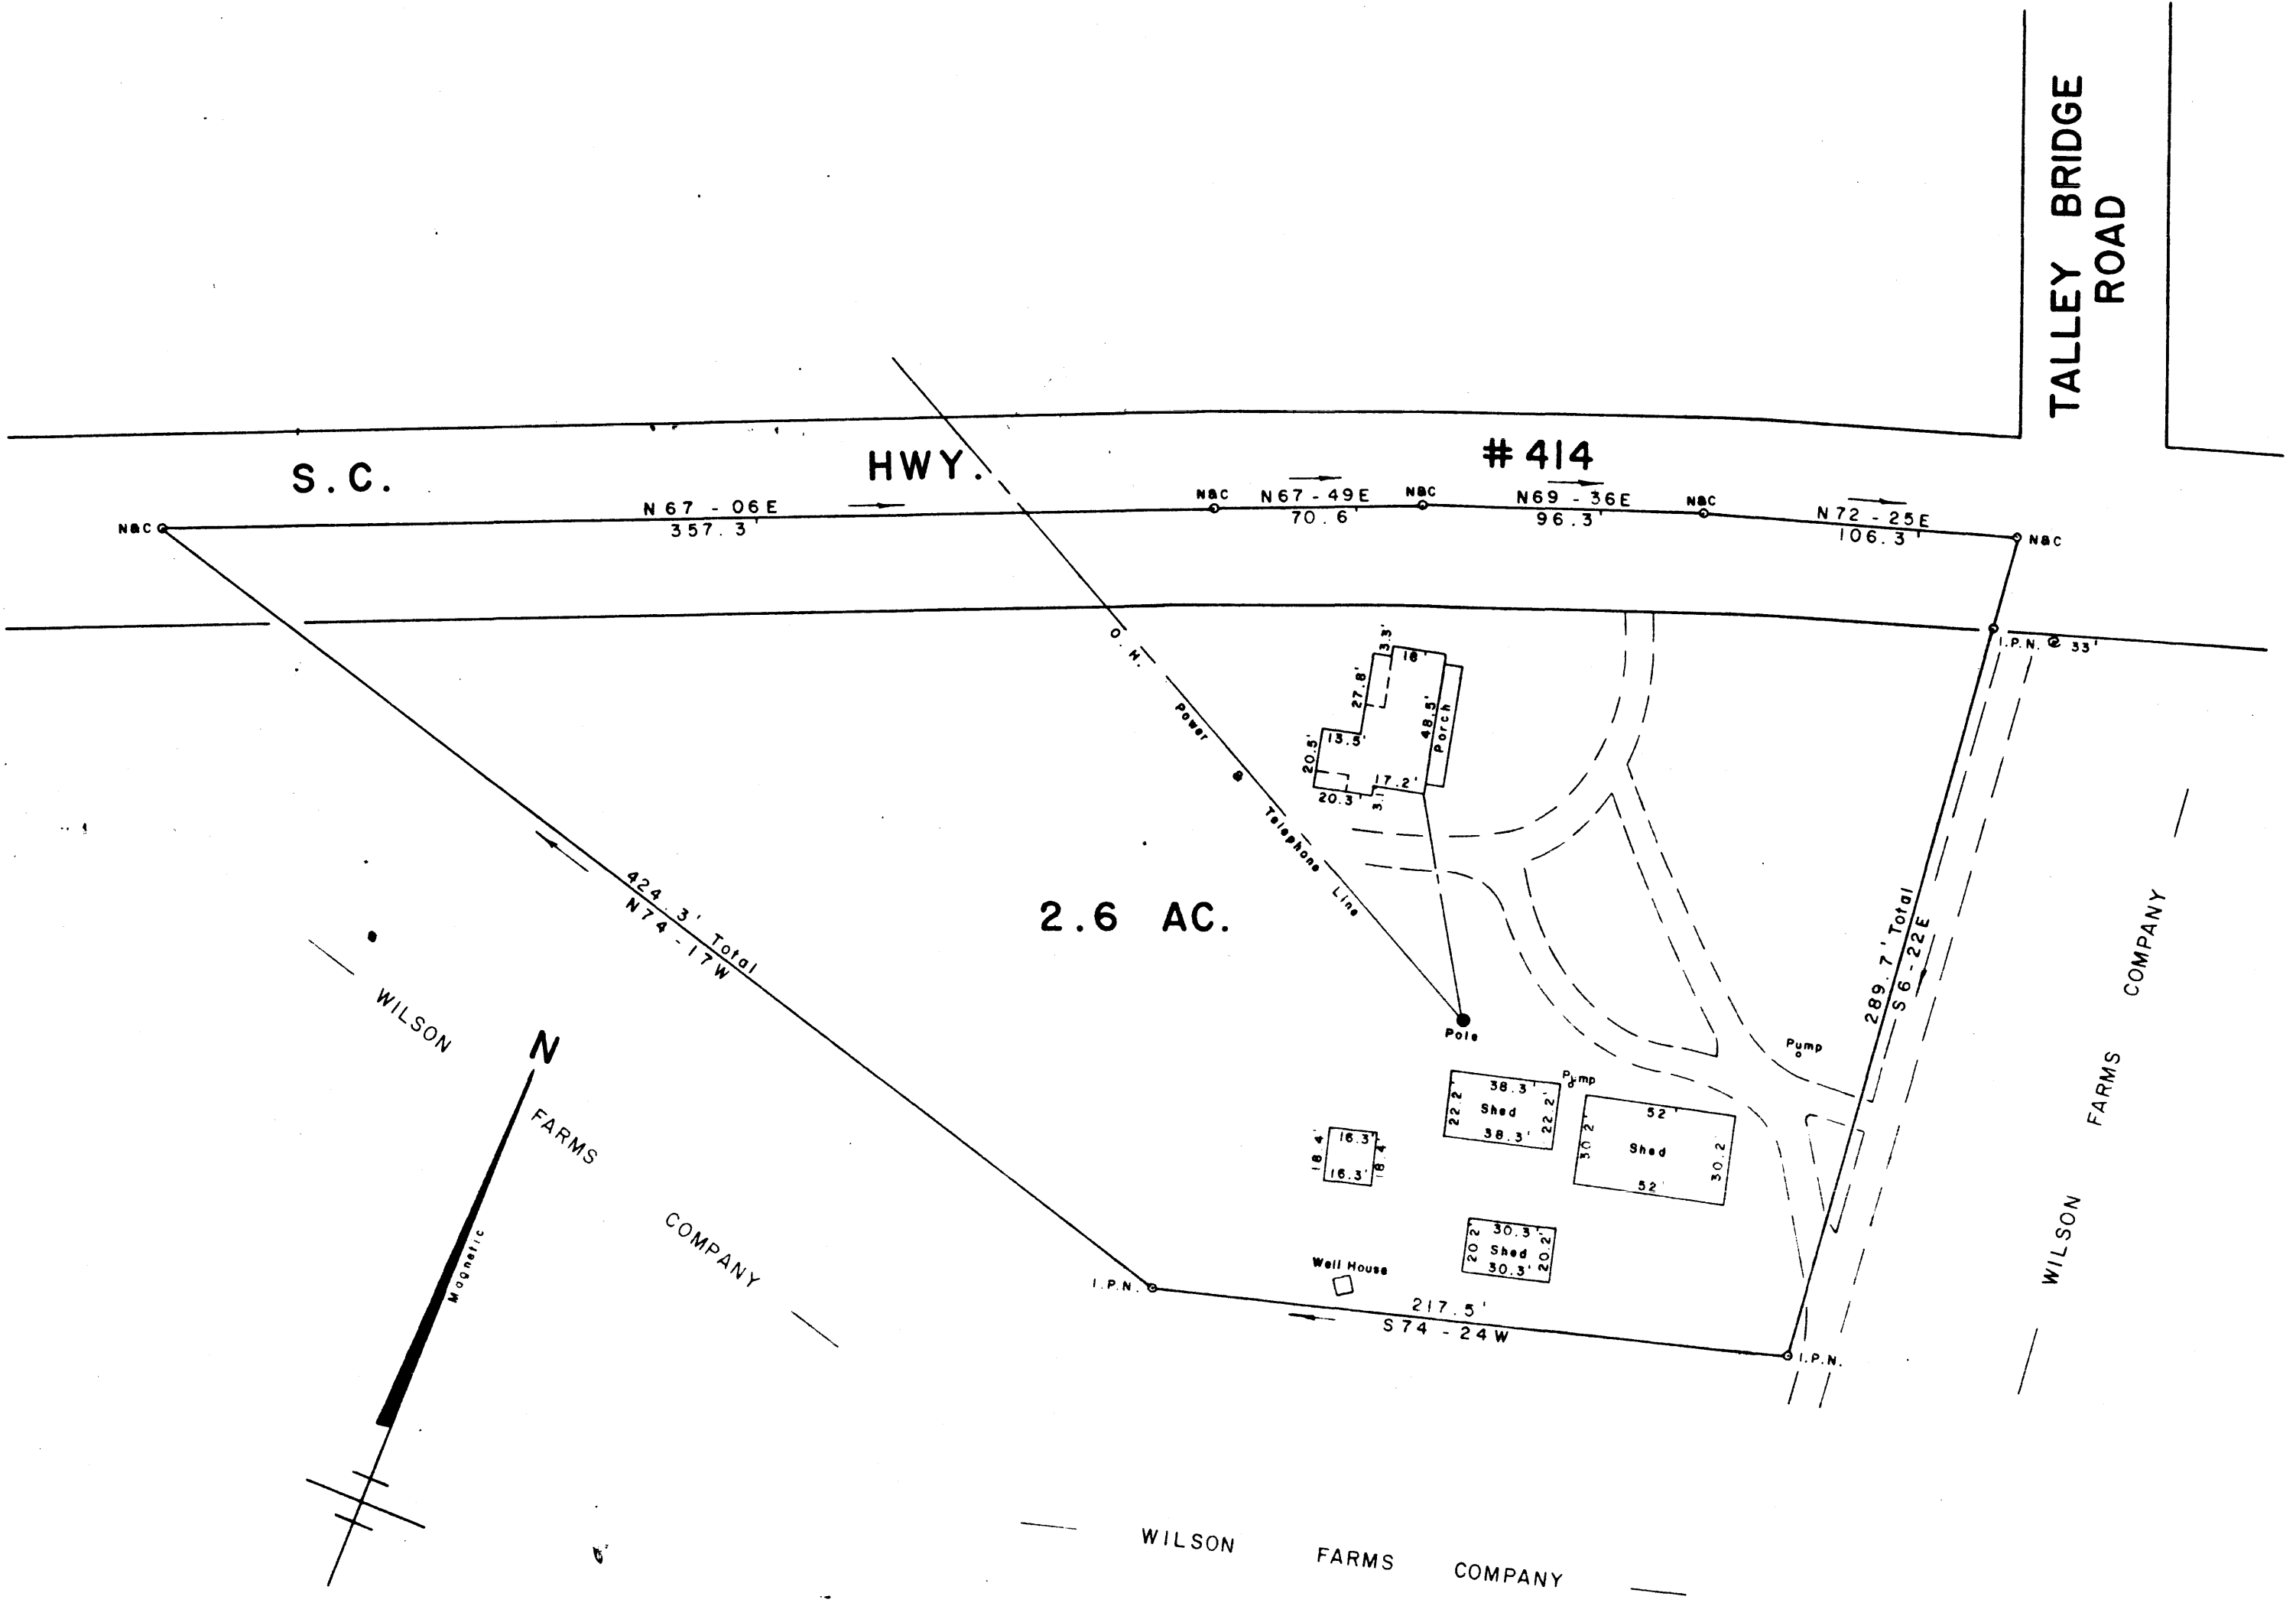 TALLEY BRIDGE
ROAD
S.C. HWY. #414
N&C
N67-06E
357.3'
N&C
N67-49E
70.6'
N&C
N69-36E
96.3'
N&C
N72-25E
106.3'
N&C
I.P.N. @ 33'
O.H. Power & Telephone Line
3.3'
18'
27.8'
48.5'
Porch
13.5'
20.5'
17.2'
20.3'
3.1'
424.3' Total
N74-17W
2.6 AC.
289.7' Total
S6-22E
WILSON FARMS COMPANY
WILSON FARMS COMPANY
N
Magnetic
Pole
Pump
Pump
38.3'
22.2'
Shed
22.2'
38.3'
52'
30.2'
Shed
30.2'
52'
16.3'
18.4'
18.4'
16.3'
30.3'
20.2'
Shed
20.2'
30.3'
Well House
I.P.N.
217.5'
S74-24W
I.P.N.
WILSON FARMS COMPANY